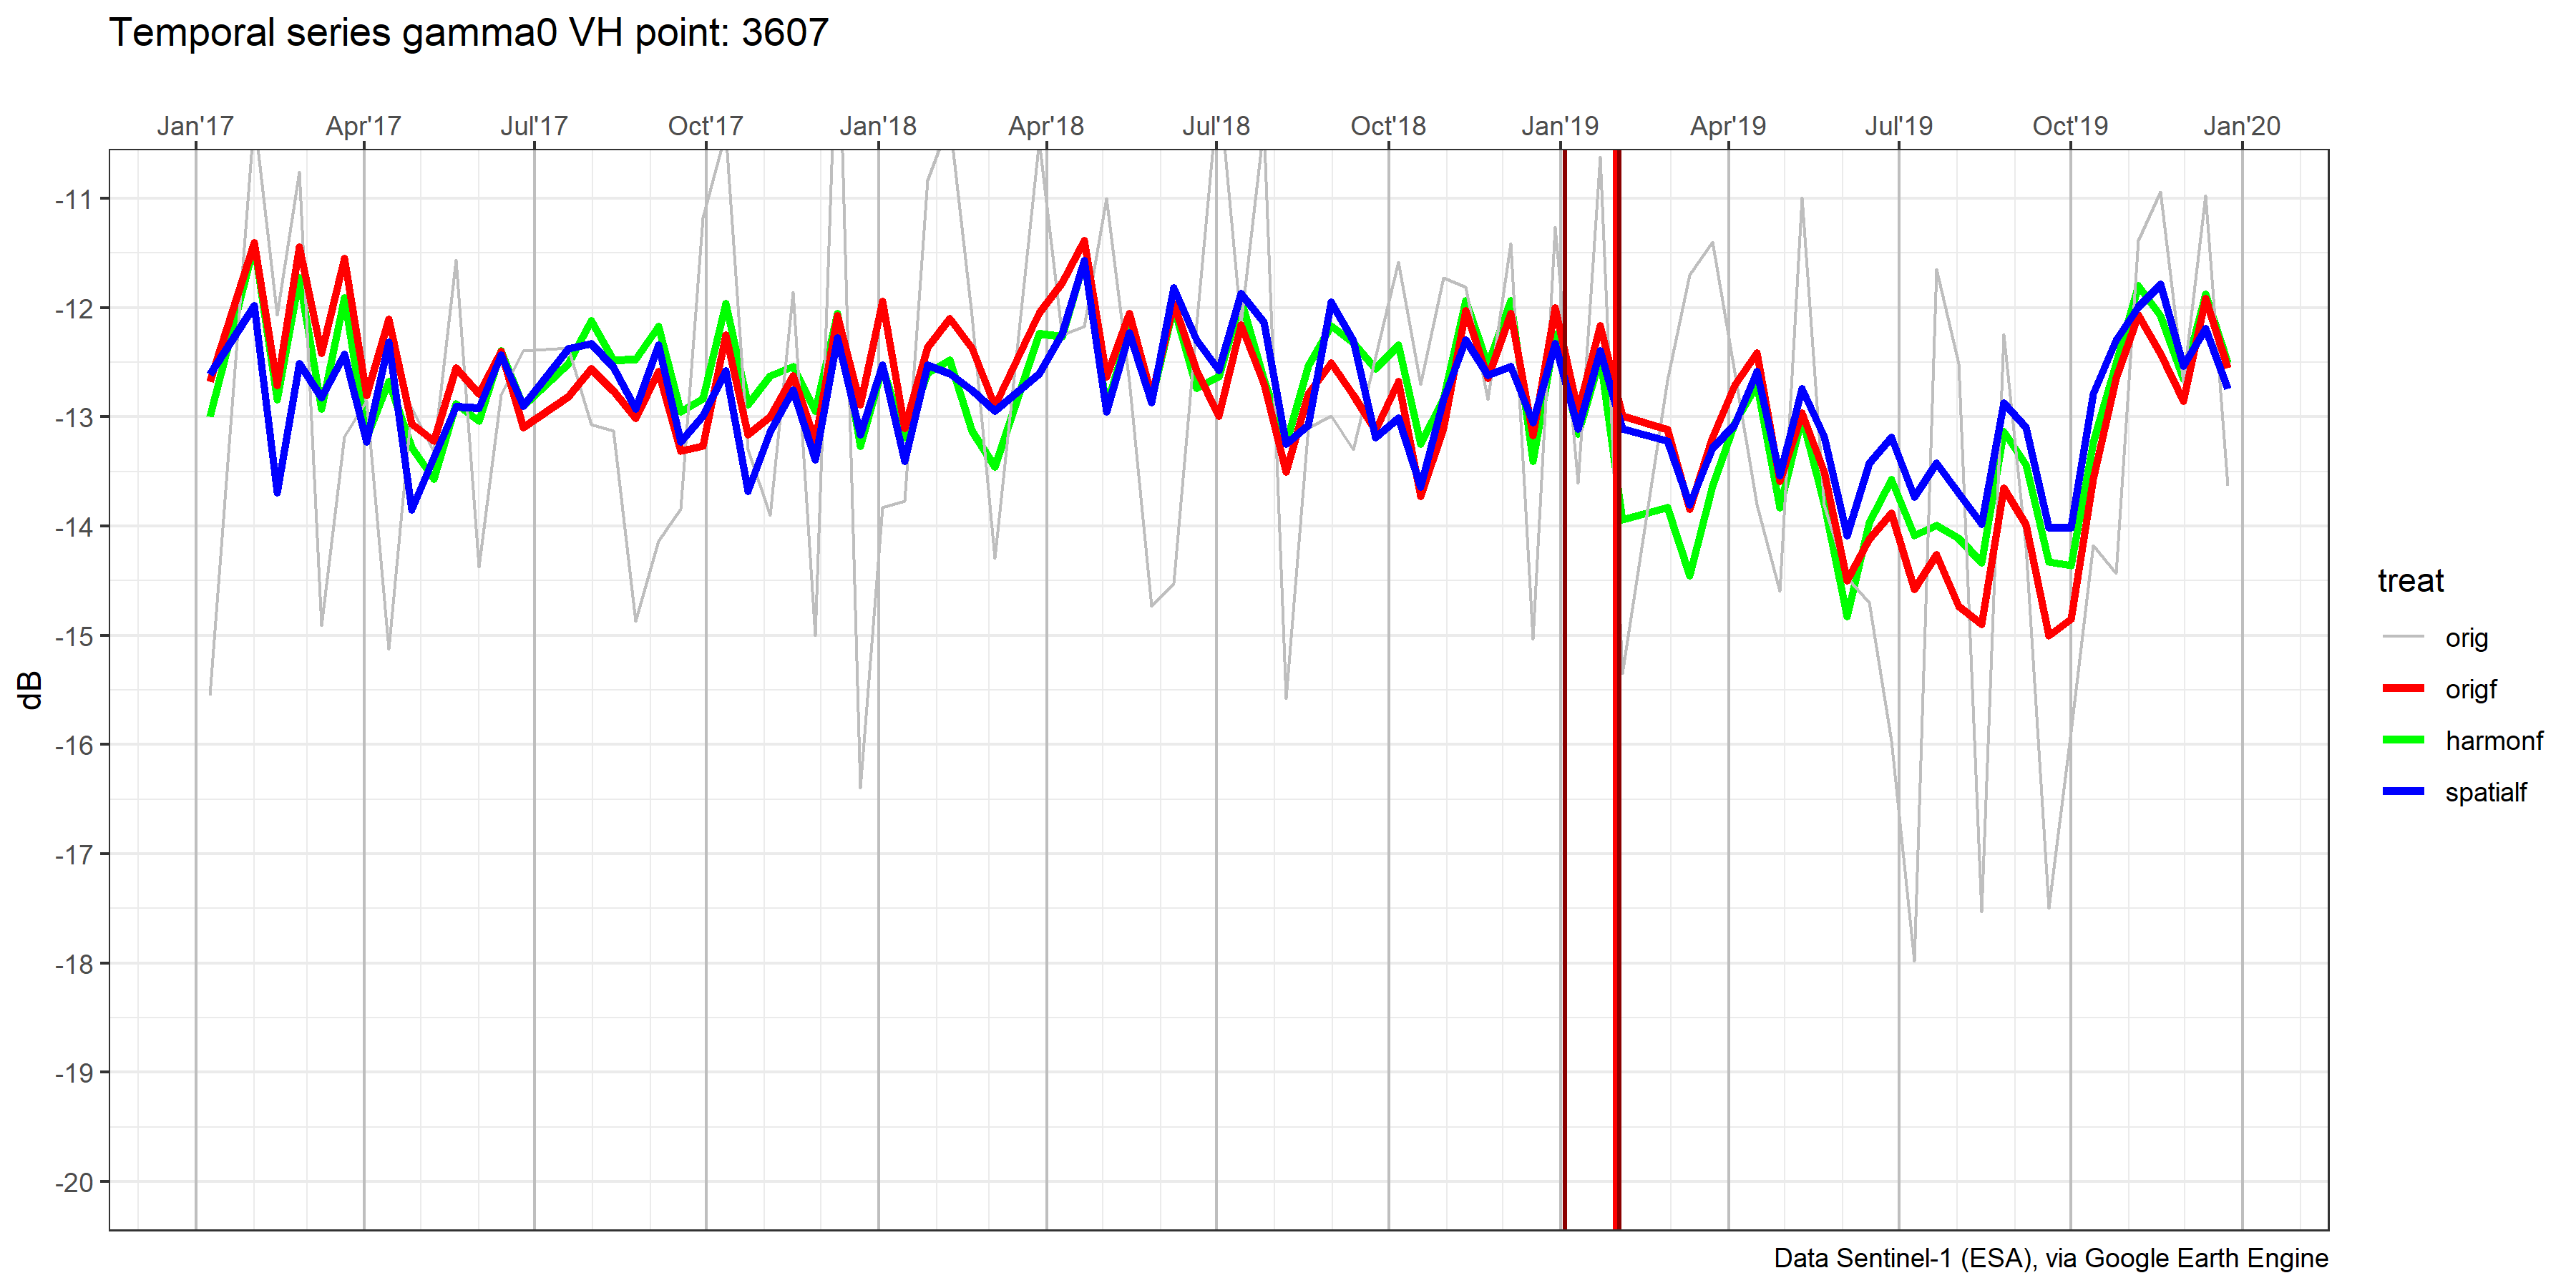 Temporal series gamma0 VH point: 3607
Jan'17 Apr'17 Jul'17 Oct'17 Jan'18 Apr'18 Jul'18 Oct'18 Jan'19 Apr'19 Jul'19 Oct'19 Jan'20
-11
-12
-13
-14
-15
-16
-17
-18
-19
-20
dB
treat
orig
origf
harmonf
spatialf
Data Sentinel-1 (ESA), via Google Earth Engine